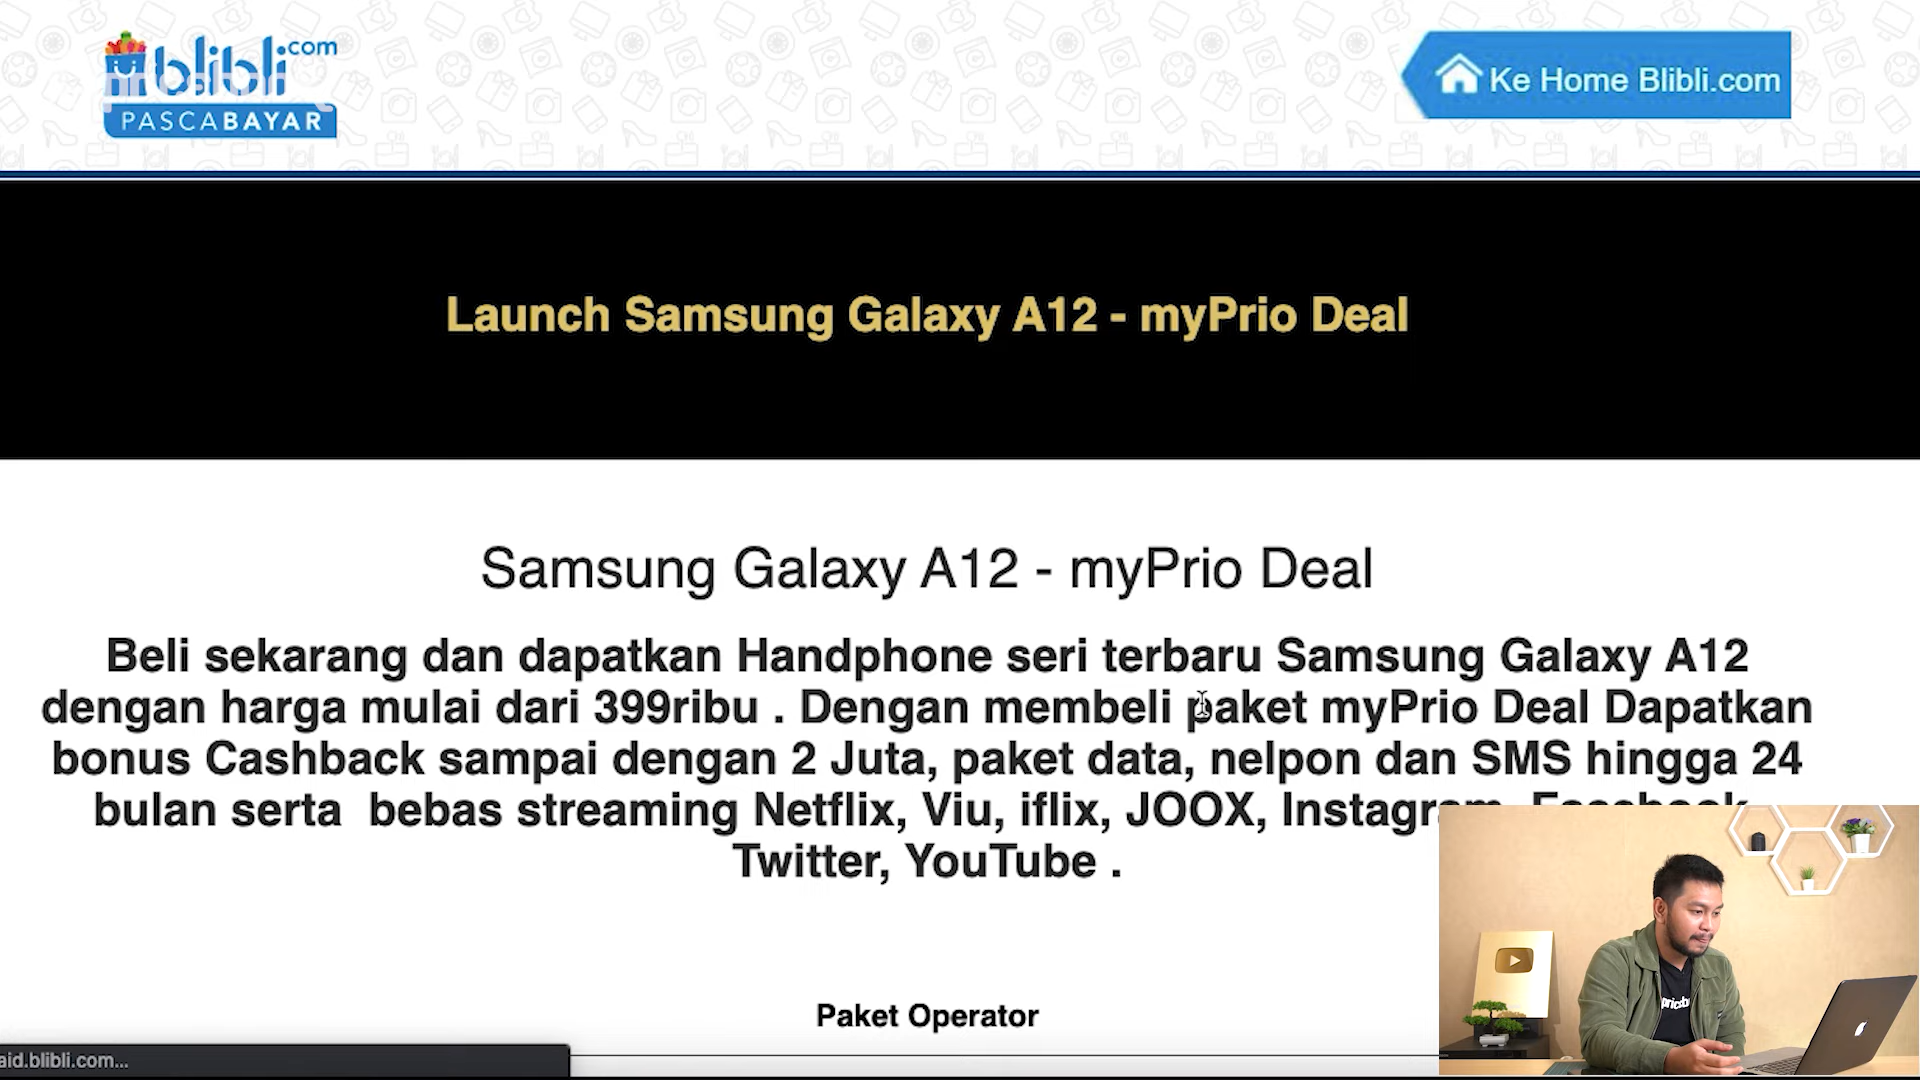 blibli.com
PASCABAYAR
Ke Home Blibli.com
Launch Samsung Galaxy A12 - myPrio Deal
Samsung Galaxy A12 - myPrio Deal
Beli sekarang dan dapatkan Handphone seri terbaru Samsung Galaxy A12
dengan harga mulai dari 399ribu . Dengan membeli paket myPrio Deal Dapatkan
bonus Cashback sampai dengan 2 Juta, paket data, nelpon dan SMS hingga 24
bulan serta bebas streaming Netflix, Viu, iflix, JOOX, Instagram, Facebook,
Twitter, YouTube .
Paket Operator
aid.blibli.com...